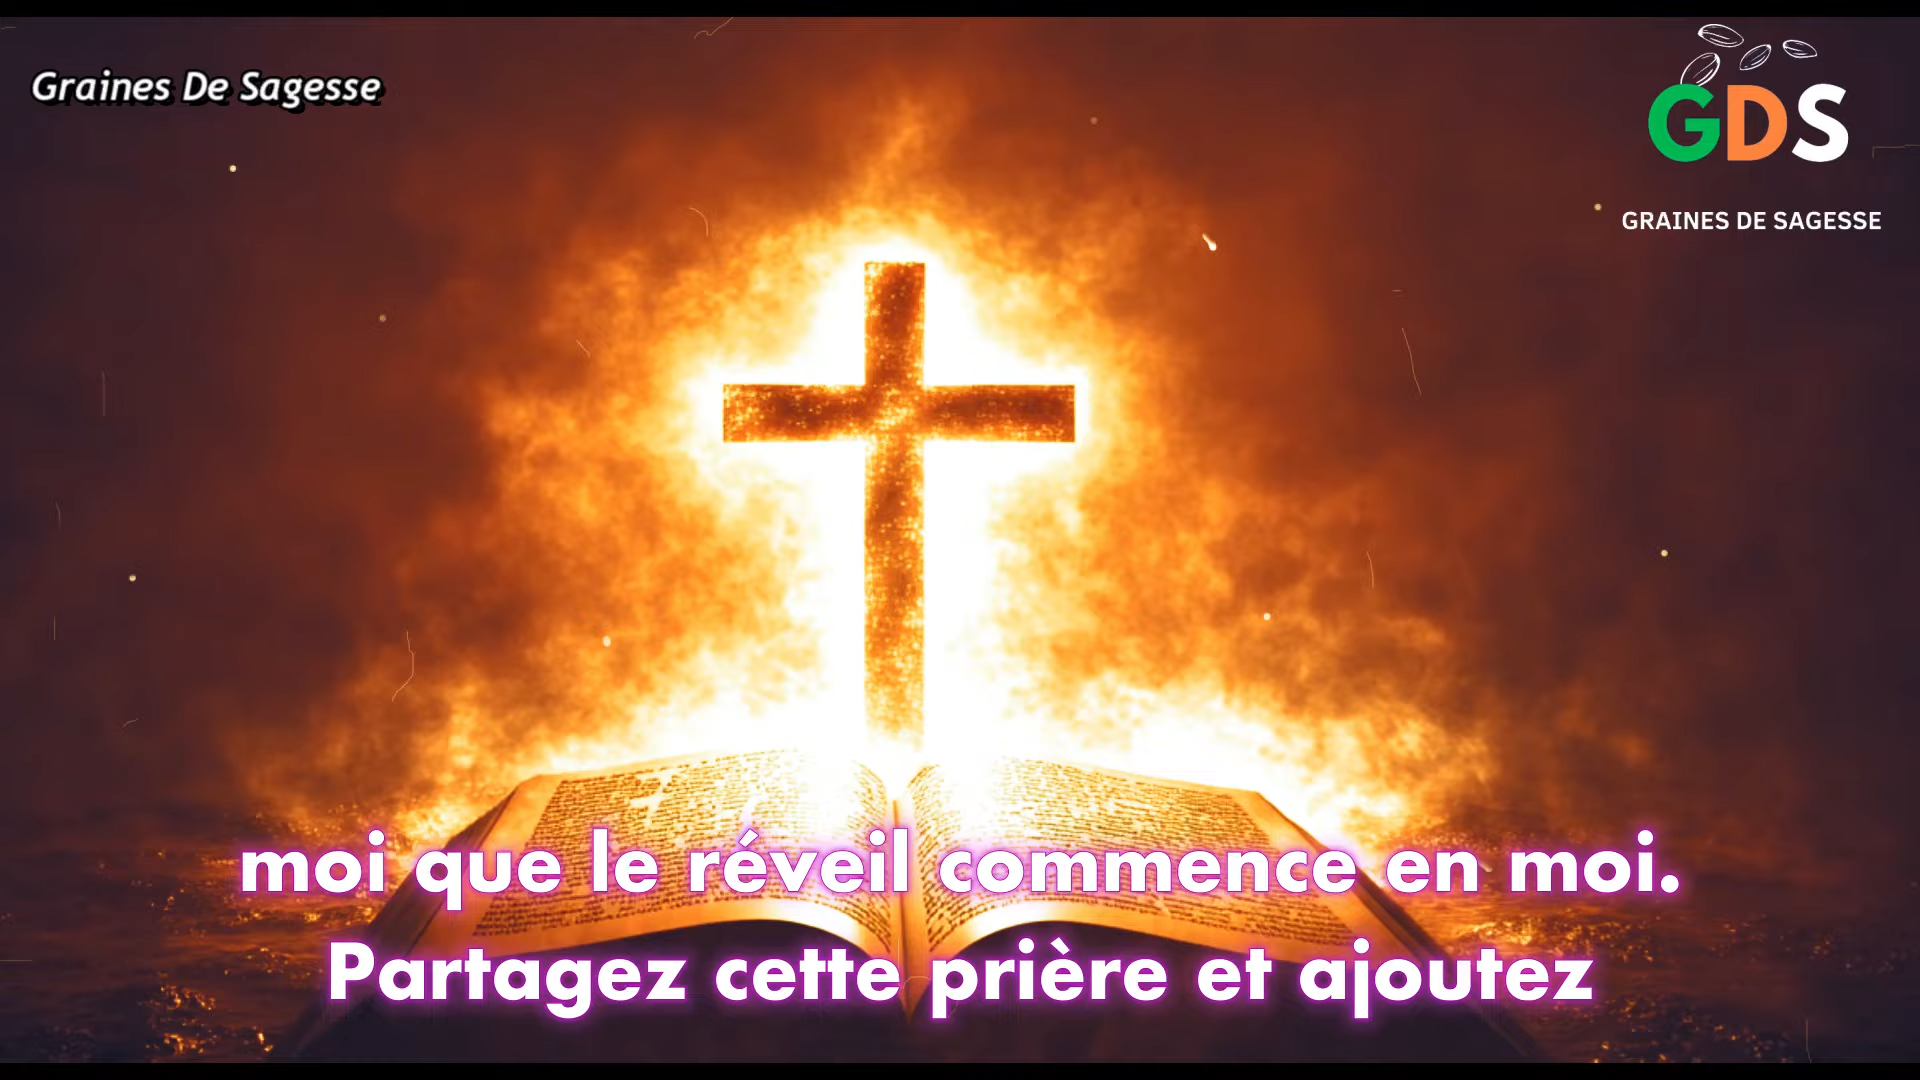 Graines De Sagesse
GDS
GRAINES DE SAGESSE
moi que le réveil commence en moi.
Partagez cette prière et ajoutez